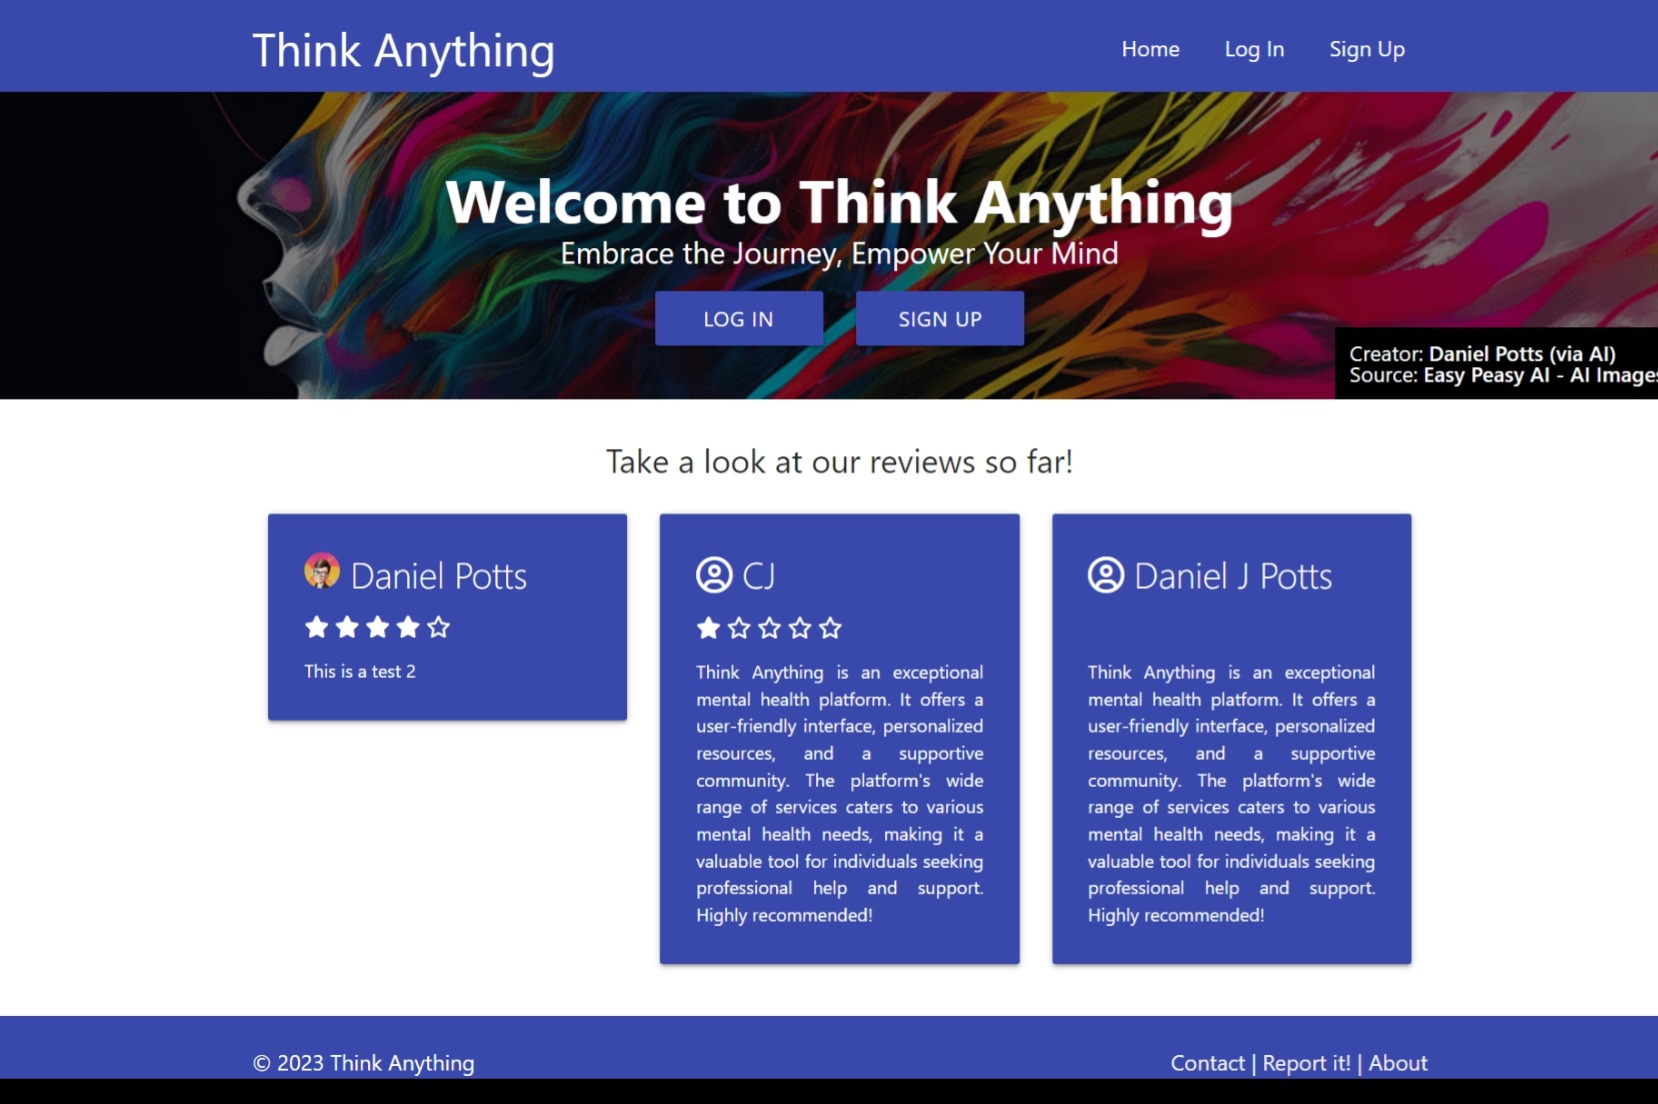 Think Anything
Home Log In Sign Up
Welcome to Think Anything
Embrace the Journey, Empower Your Mind
LOG IN SIGN UP
Creator: Daniel Potts (via AI)
Source: Easy Peasy AI - AI Images
Take a look at our reviews so far!
Daniel Potts
This is a test 2
CJ
Think Anything is an exceptional
mental health platform. It offers a
user-friendly interface, personalized
resources, and a supportive
community. The platform's wide
range of services caters to various
mental health needs, making it a
valuable tool for individuals seeking
professional help and support.
Highly recommended!
Daniel J Potts
Think Anything is an exceptional
mental health platform. It offers a
user-friendly interface, personalized
resources, and a supportive
community. The platform's wide
range of services caters to various
mental health needs, making it a
valuable tool for individuals seeking
professional help and support.
Highly recommended!
© 2023 Think Anything
Contact | Report it! | About